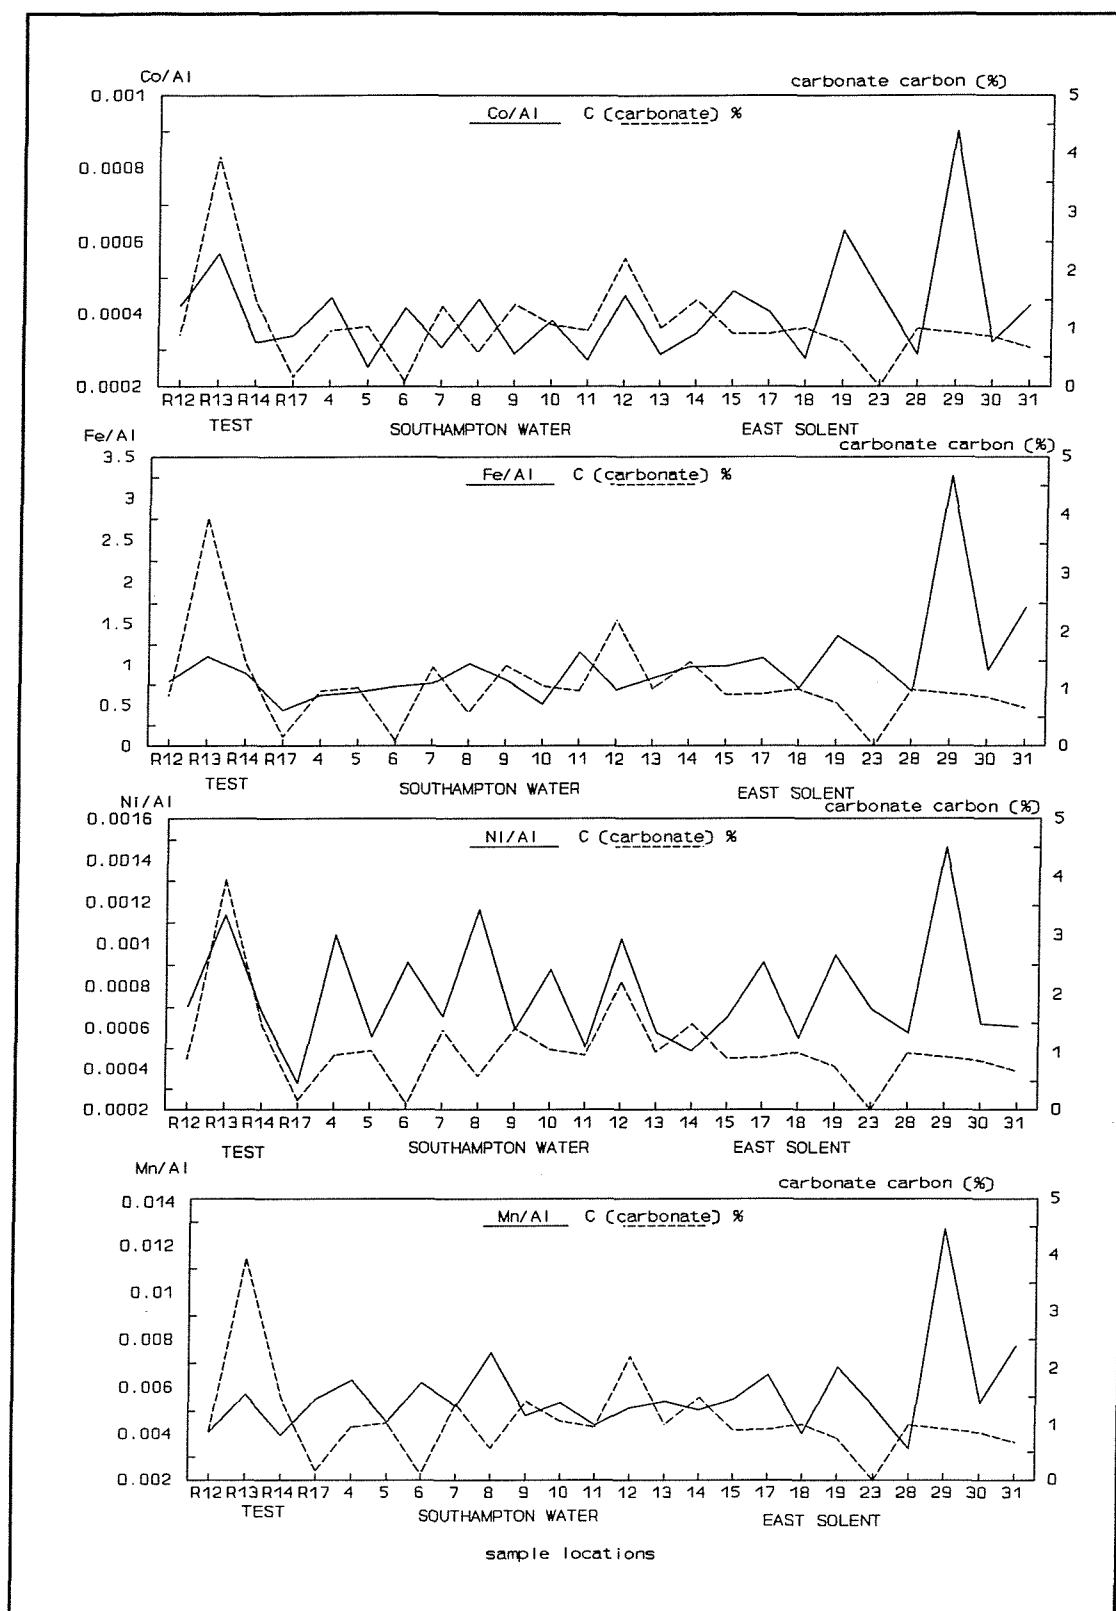 Co/Al carbonate carbon (%)
0.001 5
Co/Al C (carbonate) %
0.0008 4
3
0.0006
2
0.0004 1
0.0002 0
R12 R13 R14 R17 4 5 6 7 8 9 10 11 12 13 14 15 17 18 19 23 28 29 30 31
TEST SOUTHAMPTON WATER EAST SOLENT
Fe/Al carbonate carbon (%)
3.5 5
Fe/Al C (carbonate) %
3 4
2.5
2 3
1.5 2
1 1
0.5
0 0
R12 R13 R14 R17 4 5 6 7 8 9 10 11 12 13 14 15 17 18 19 23 28 29 30 31
TEST SOUTHAMPTON WATER EAST SOLENT
Ni/Al carbonate carbon (%)
0.0016 5
Ni/Al C (carbonate) %
0.0014 4
0.0012
0.001 3
0.0008 2
0.0006
0.0004 1
0.0002 0
R12 R13 R14 R17 4 5 6 7 8 9 10 11 12 13 14 15 17 18 19 23 28 29 30 31
TEST SOUTHAMPTON WATER EAST SOLENT
Mn/Al carbonate carbon (%)
0.014 5
Mn/Al C (carbonate) %
0.012 4
0.01
3
0.008
2
0.006
0.004 1
0.002 0
R12 R13 R14 R17 4 5 6 7 8 9 10 11 12 13 14 15 17 18 19 23 28 29 30 31
TEST SOUTHAMPTON WATER EAST SOLENT
sample locations